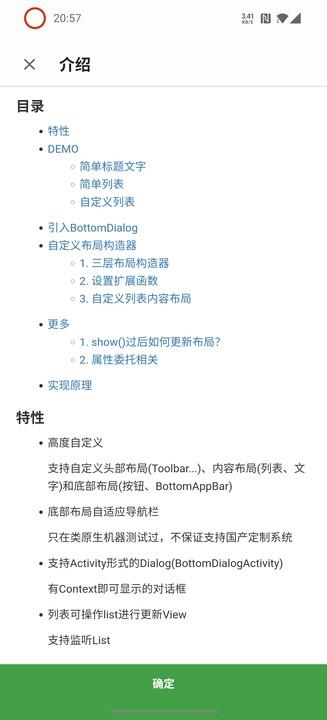 20:57
3.41
KB/S
介绍
目录
特性
DEMO
简单标题文字
简单列表
自定义列表
引入BottomDialog
自定义布局构造器
1. 三层布局构造器
2. 设置扩展函数
3. 自定义列表内容布局
更多
1. show()过后如何更新布局?
2. 属性委托相关
实现原理
特性
高度自定义
支持自定义头部布局(Toolbar...)、内容布局(列表、文
字)和底部布局(按钮、BottomAppBar)
底部布局自适应导航栏
只在类原生机器测试过，不保证支持国产定制系统
支持Activity形式的Dialog(BottomDialogActivity)
有Context即可显示的对话框
列表可操作list进行更新View
支持监听List
确定